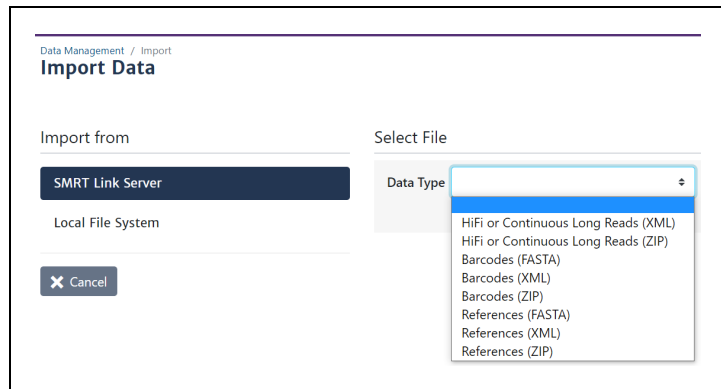 Data Management / Import
Import Data
Import from
SMRT Link Server
Local File System
Cancel
Select File
Data Type
HiFi or Continuous Long Reads (XML)
HiFi or Continuous Long Reads (ZIP)
Barcodes (FASTA)
Barcodes (XML)
Barcodes (ZIP)
References (FASTA)
References (XML)
References (ZIP)